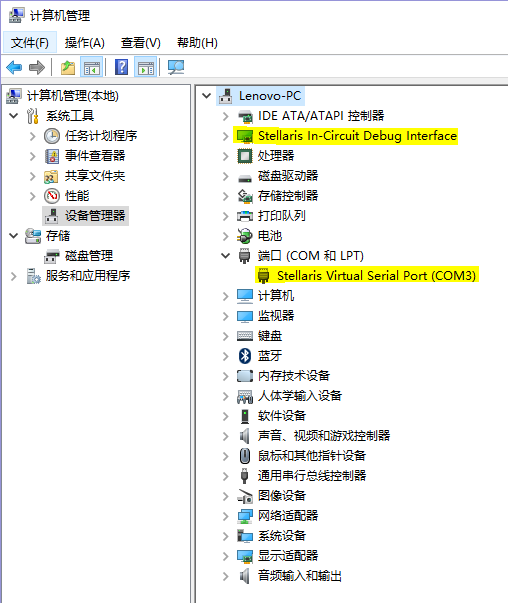 计算机管理
文件(F) 操作(A) 查看(V) 帮助(H)
计算机管理(本地)
系统工具
任务计划程序
事件查看器
共享文件夹
性能
设备管理器
存储
磁盘管理
服务和应用程序
Lenovo-PC
IDE ATA/ATAPI 控制器
Stellaris In-Circuit Debug Interface
处理器
磁盘驱动器
存储控制器
打印队列
电池
端口 (COM 和 LPT)
Stellaris Virtual Serial Port (COM3)
计算机
监视器
键盘
蓝牙
内存技术设备
人体学输入设备
软件设备
声音、视频和游戏控制器
鼠标和其他指针设备
通用串行总线控制器
图像设备
网络适配器
系统设备
显示适配器
音频输入和输出